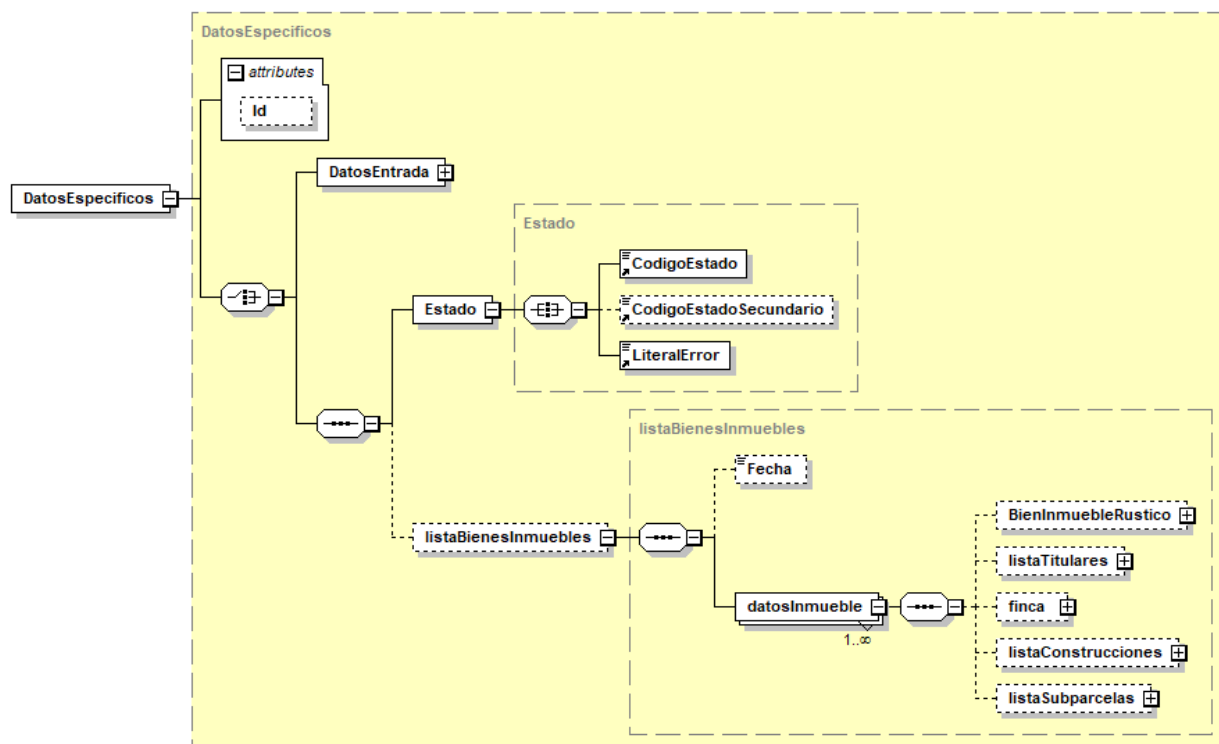 DatosEspecificos
attributes
Id
DatosEntrada
DatosEspecificos
Estado
CodigoEstado
Estado
CodigoEstadoSecundario
LiteralError
listaBienesInmuebles
Fecha
BienInmuebleRustico
listaBienesInmuebles
listaTitulares
datosInmueble
finca
1..∞
listaConstrucciones
listaSubparcelas